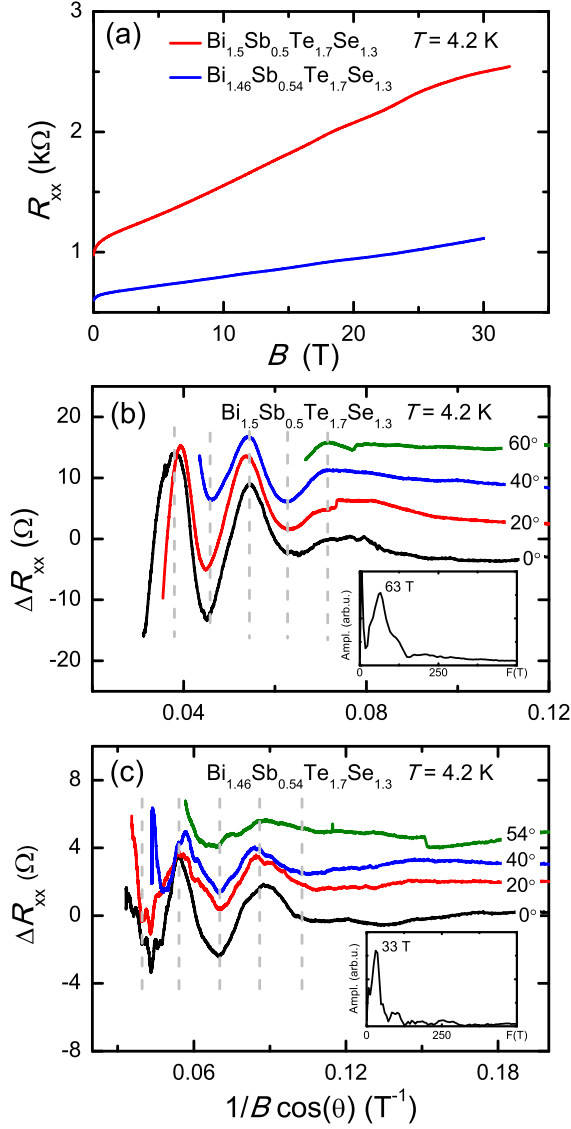 (a)
Bi1.5Sb0.5Te1.7Se1.3 T = 4.2 K
Bi1.46Sb0.54Te1.7Se1.3
3
2
1
Rxx (kΩ)
0 10 20 30
B (T)
(b)
Bi1.5Sb0.5Te1.7Se1.3 T = 4.2 K
20
10
0
-10
-20
ΔRxx (Ω)
60°
40°
20°
0°
63 T
Ampl. (arb.u.)
0 250 F(T)
0.04 0.08 0.12
(c)
Bi1.46Sb0.54Te1.7Se1.3 T = 4.2 K
8
4
0
-4
-8
ΔRxx (Ω)
54°
40°
20°
0°
33 T
Ampl. (arb.u.)
0 250 F(T)
0.06 0.12 0.18
1/B cos(θ) (T-1)